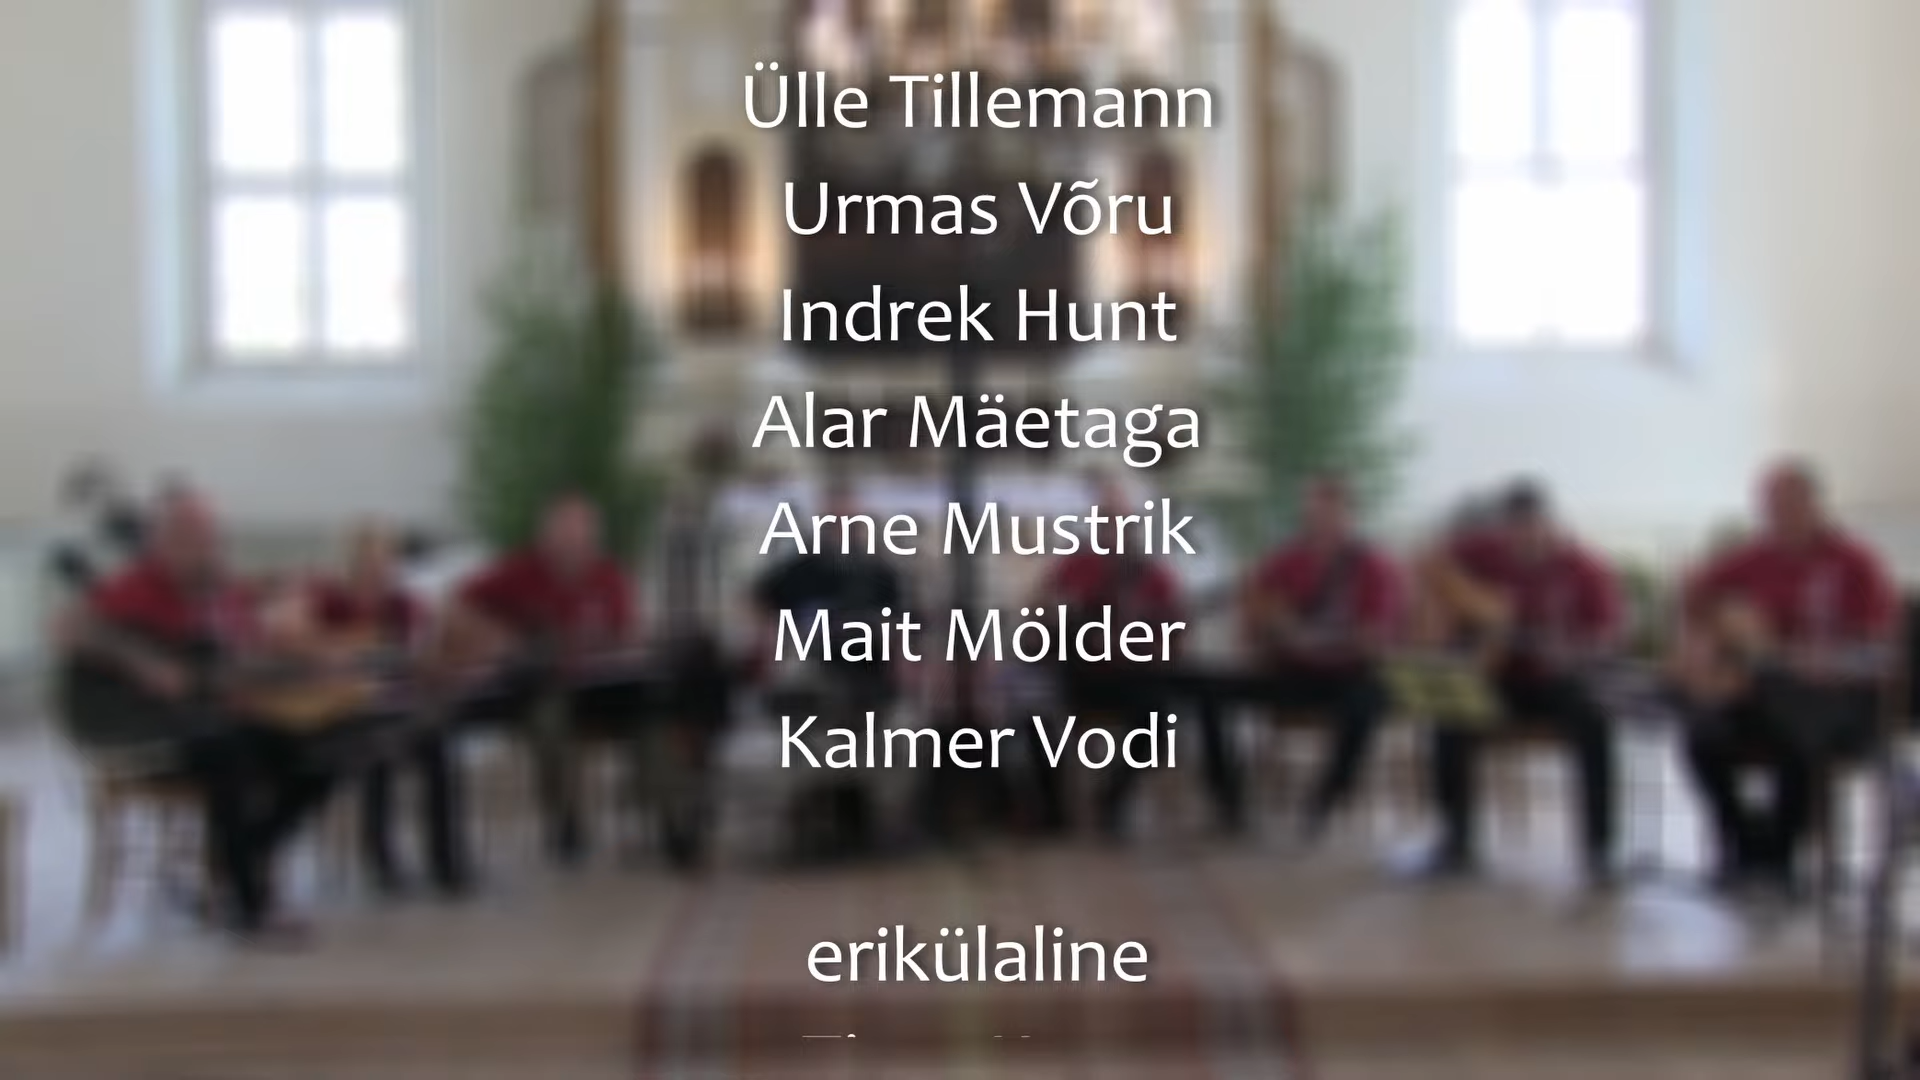 Ülle Tillemann
Urmas Võru
Indrek Hunt
Alar Mäetaga
Arne Mustrik
Mait Mölder
Kalmer Vodi
erikülaline